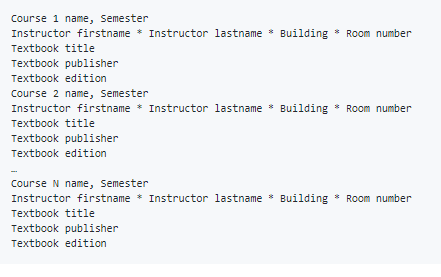 Course 1 name, Semester
Instructor firstname * Instructor lastname * Building * Room number
Textbook title
Textbook publisher
Textbook edition
Course 2 name, Semester
Instructor firstname * Instructor lastname * Building * Room number
Textbook title
Textbook publisher
Textbook edition
…
Course N name, Semester
Instructor firstname * Instructor lastname * Building * Room number
Textbook title
Textbook publisher
Textbook edition